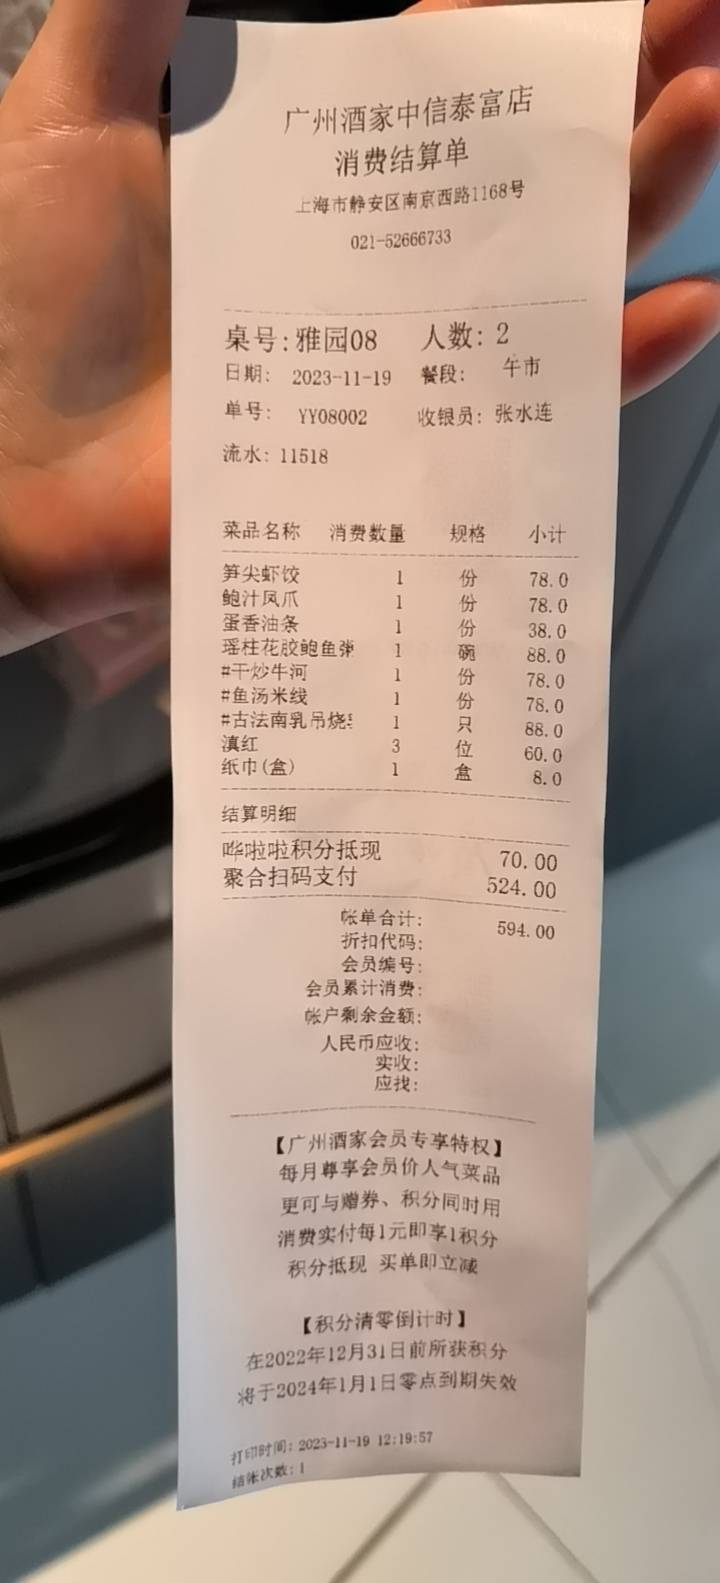 广州酒家中信泰富店
消费结算单
上海市静安区南京西路1168号
021-52666733
桌号:雅园08 人数: 2
日期: 2023-11-19 餐段: 午市
单号: YY08002 收银员: 张水连
流水: 11518
菜品名称 消费数量 规格 小计
笋尖虾饺 1 份 78.0
鲍汁凤爪 1 份 78.0
蛋香油条 1 份 38.0
瑶柱花胶鲍鱼粥 1 碗 88.0
#干炒牛河 1 份 78.0
#鱼汤米线 1 份 78.0
#古法南乳吊烧 1 只 88.0
滇红 3 位 60.0
纸巾(盒) 1 盒 8.0
结算明细
哗啦啦积分抵现 70.00
聚合扫码支付 524.00
帐单合计: 594.00
折扣代码:
会员编号:
会员累计消费:
帐户剩余金额:
人民币应收:
实收:
应找:
【广州酒家会员专享特权】
每月尊享会员价人气菜品
更可与赠券、积分同时用
消费实付每1元即享1积分
积分抵现 买单即立减
【积分清零倒计时】
在2022年12月31日前所获积分
将于2024年1月1日零点到期失效
打印时间: 2023-11-19 12:19:57
结帐次数: 1